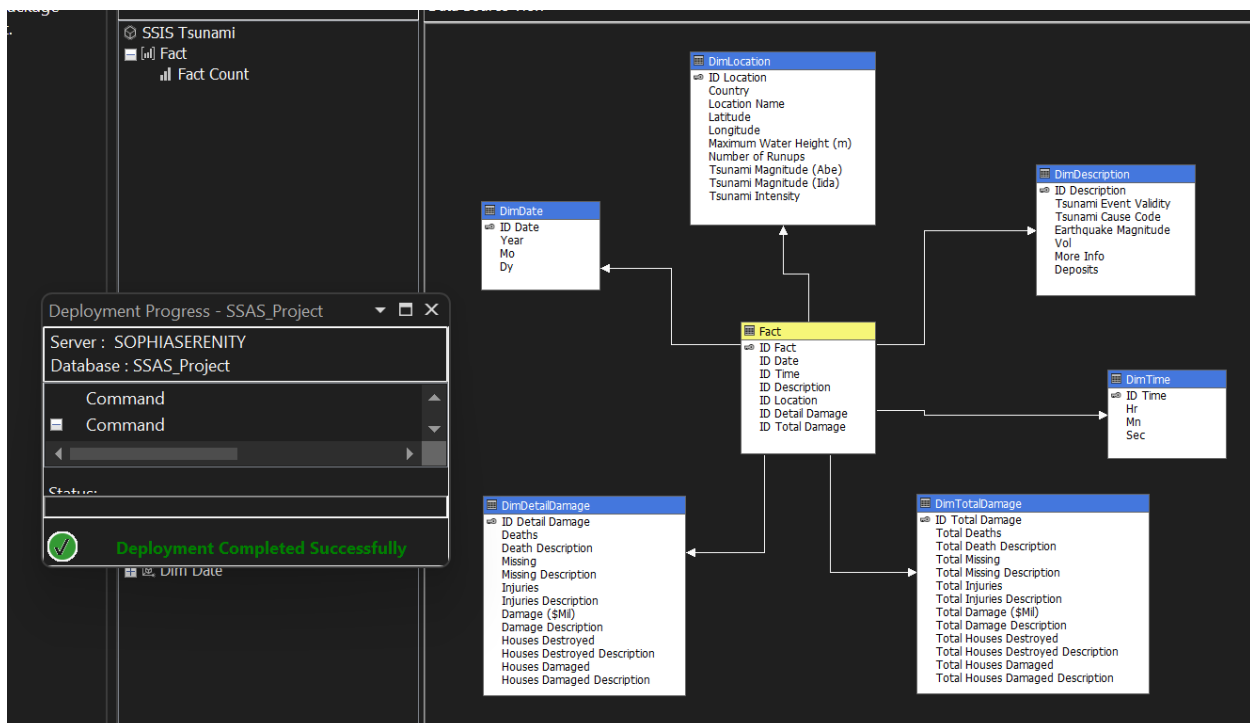 SSIS Tsunami
Fact
Fact Count
DimLocation
ID Location
Country
Location Name
Latitude
Longitude
Maximum Water Height (m)
Number of Runups
Tsunami Magnitude (Abe)
Tsunami Magnitude (Iida)
Tsunami Intensity
DimDescription
ID Description
Tsunami Event Validity
Tsunami Cause Code
Earthquake Magnitude
Vol
More Info
Deposits
DimDate
ID Date
Year
Mo
Dy
Deployment Progress - SSAS_Project
Server : SOPHIASERENITY
Database : SSAS_Project
Command
Command
Status:
Deployment Completed Successfully
Dim Date
Fact
ID Fact
ID Date
ID Time
ID Description
ID Location
ID Detail Damage
ID Total Damage
DimTime
ID Time
Hr
Mn
Sec
DimDetailDamage
ID Detail Damage
Deaths
Death Description
Missing
Missing Description
Injuries
Injuries Description
Damage ($Mil)
Damage Description
Houses Destroyed
Houses Destroyed Description
Houses Damaged
Houses Damaged Description
DimTotalDamage
ID Total Damage
Total Deaths
Total Death Description
Total Missing
Total Missing Description
Total Injuries
Total Injuries Description
Total Damage ($Mil)
Total Damage Description
Total Houses Destroyed
Total Houses Destroyed Description
Total Houses Damaged
Total Houses Damaged Description